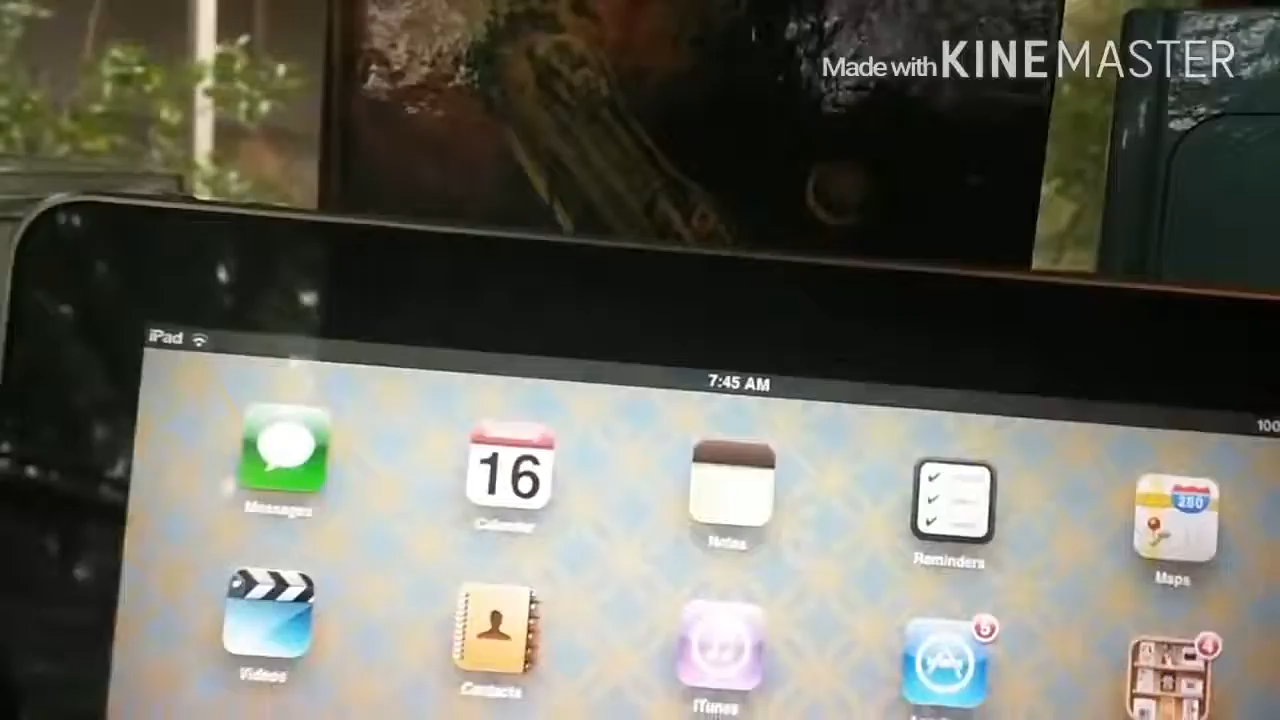 Made with KINEMASTER
iPad
7:45 AM
100
16
280
Messages
Calendar
Notes
Reminders
Maps
5
4
Videos
Contacts
iTunes